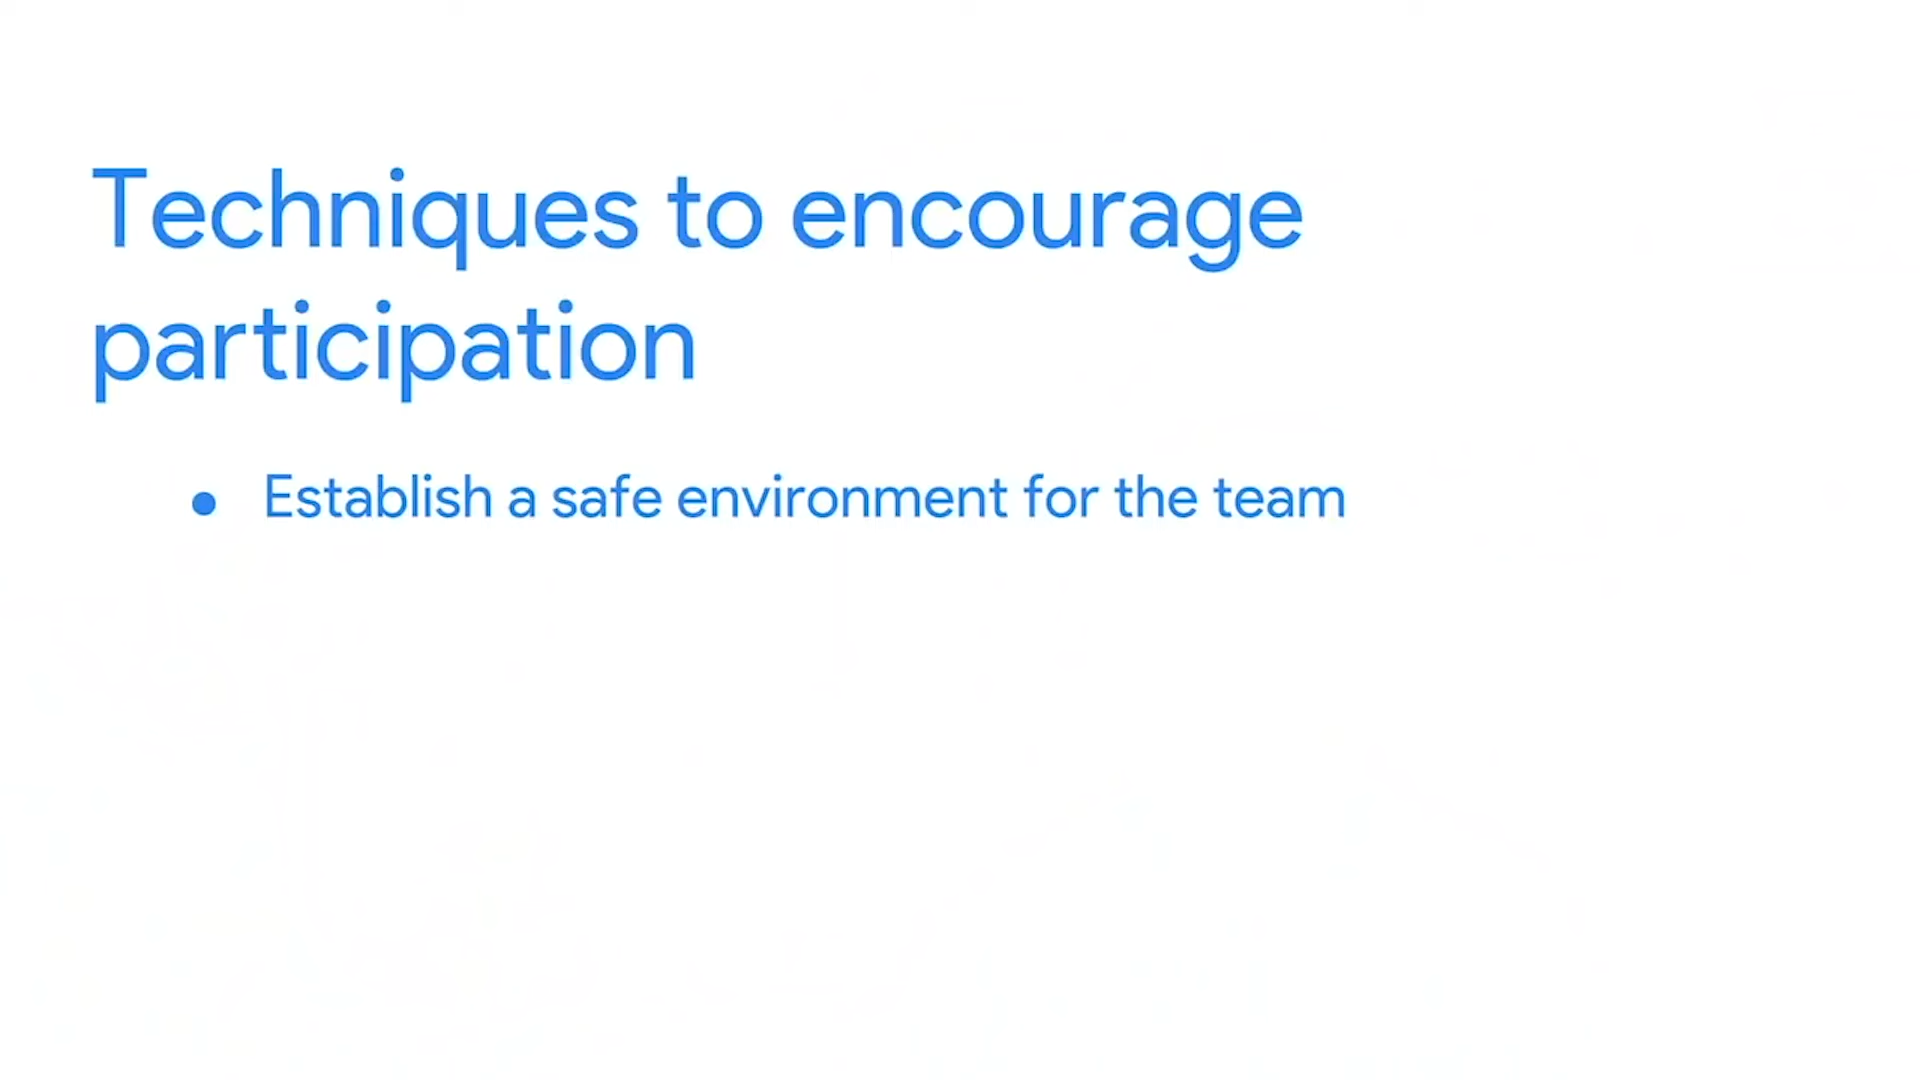 Techniques to encourage
participation
● Establish a safe environment for the team